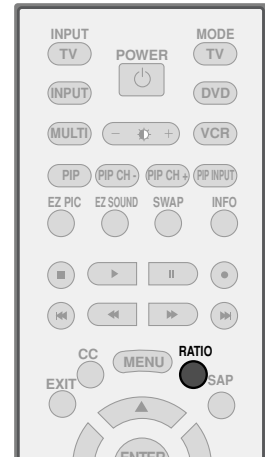 INPUT MODE
TV POWER TV
INPUT DVD
MULTI - + VCR
PIP PIP CH - PIP CH + PIP INPUT
EZ PIC EZ SOUND SWAP INFO
CC MENU RATIO
EXIT SAP
ENTER